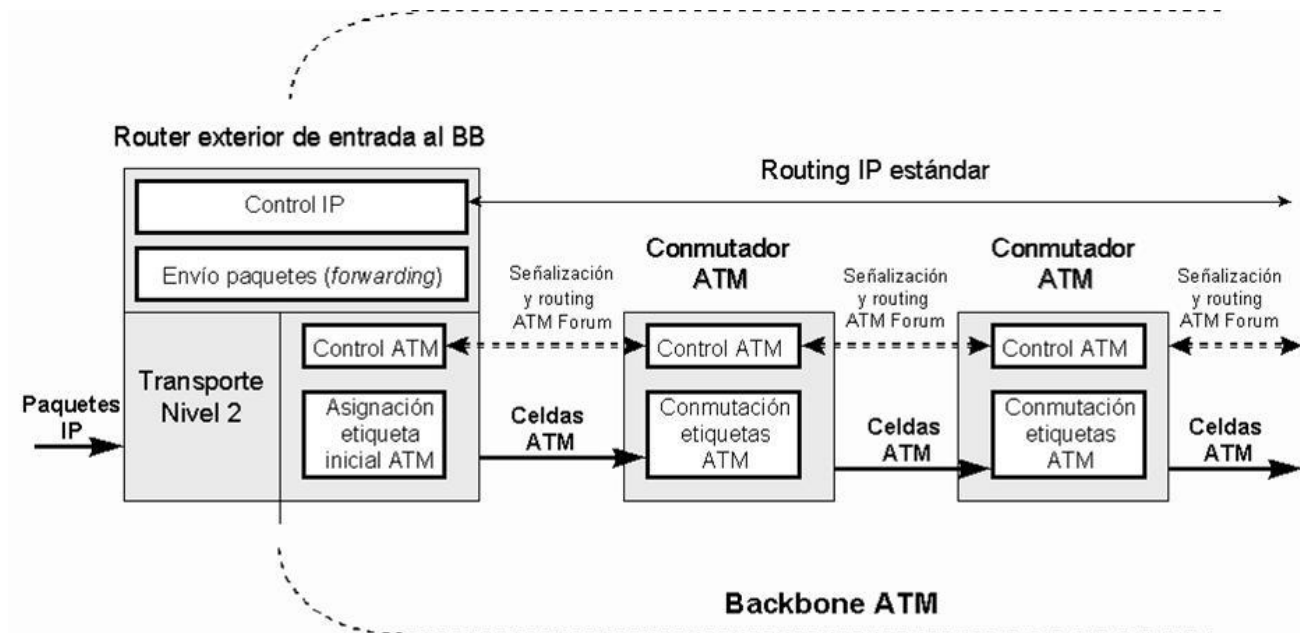 Router exterior de entrada al BB
Routing IP estándar
Control IP
Envío paquetes (forwarding)
Conmutador
ATM
Conmutador
ATM
Señalización
y routing
ATM Forum
Señalización
y routing
ATM Forum
Señalización
y routing
ATM Forum
Control ATM
Control ATM
Control ATM
Transporte
Nivel 2
Paquetes
IP
Asignación
etiqueta
inicial ATM
Celdas
ATM
Conmutación
etiquetas
ATM
Celdas
ATM
Conmutación
etiquetas
ATM
Celdas
ATM
Backbone ATM